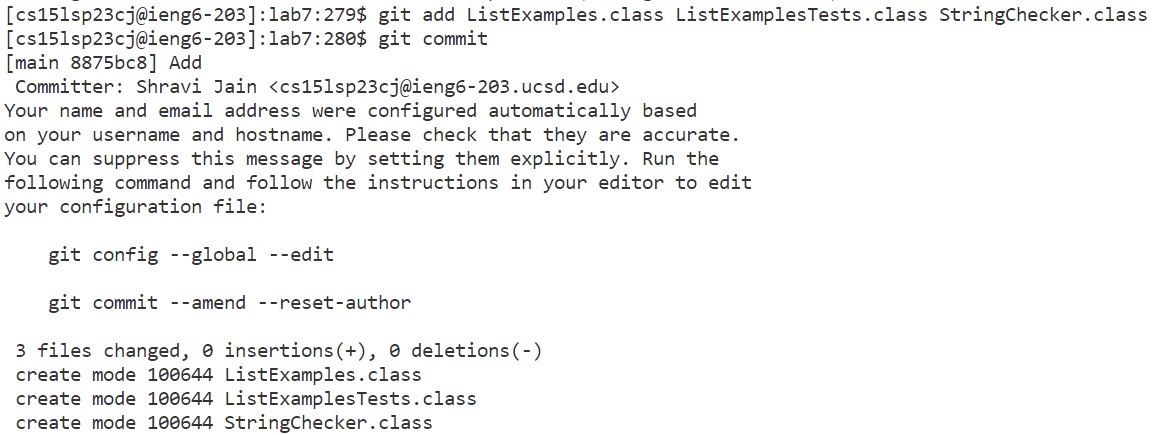 [cs15lsp23cj@ieng6-203]:lab7:279$ git add ListExamples.class ListExamplesTests.class StringChecker.class
[cs15lsp23cj@ieng6-203]:lab7:280$ git commit
[main 8875bc8] Add
Committer: Shravi Jain <cs15lsp23cj@ieng6-203.ucsd.edu>
Your name and email address were configured automatically based
on your username and hostname. Please check that they are accurate.
You can suppress this message by setting them explicitly. Run the
following command and follow the instructions in your editor to edit
your configuration file:
git config --global --edit
git commit --amend --reset-author
3 files changed, 0 insertions(+), 0 deletions(-)
create mode 100644 ListExamples.class
create mode 100644 ListExamplesTests.class
create mode 100644 StringChecker.class